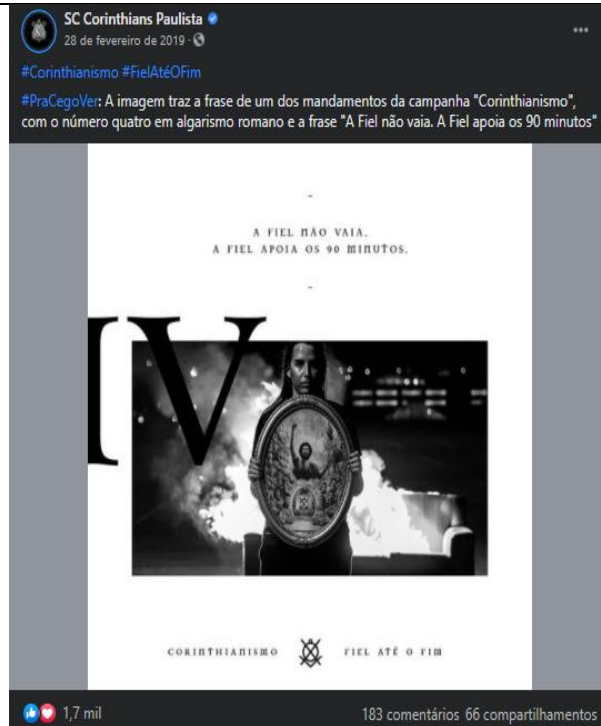 SC Corinthians Paulista
28 de fevereiro de 2019 ·
#Corinthianismo #FielAtéOFim
#PraCegoVer: A imagem traz a frase de um dos mandamentos da campanha "Corinthianismo",
com o número quatro em algarismo romano e a frase "A Fiel não vaia. A Fiel apoia os 90 minutos"
A FIEL NÃO VAIA.
A FIEL APOIA OS 90 MINUTOS.
IV
CORINTHIANISMO FIEL ATÉ O FIM
1,7 mil 183 comentários 66 compartilhamentos